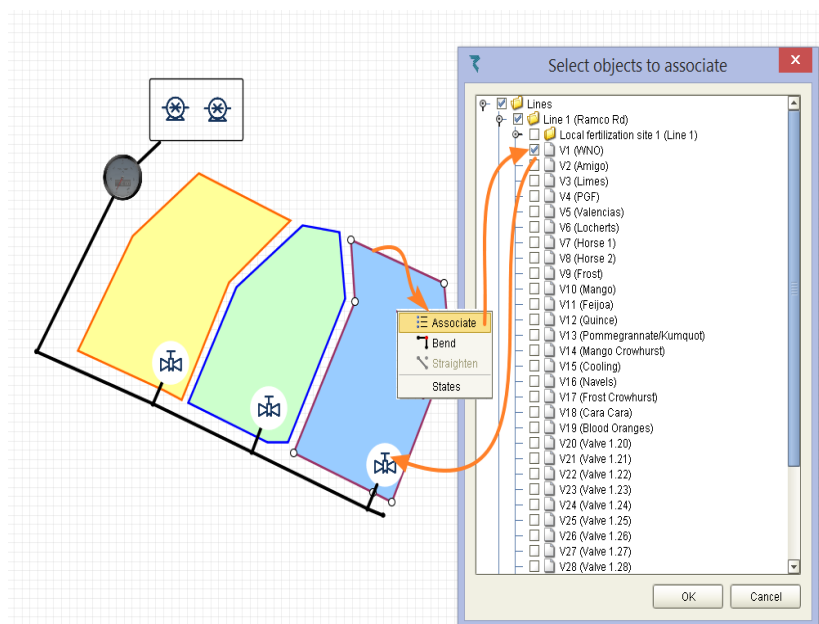 Select objects to associate
x
Lines
Line 1 (Ramco Rd)
Local fertilization site 1 (Line 1)
V1 (WNO)
V2 (Amigo)
V3 (Limes)
V4 (PGF)
V5 (Valencias)
V6 (Locherts)
V7 (Horse 1)
V8 (Horse 2)
V9 (Frost)
V10 (Mango)
V11 (Feijoa)
V12 (Quince)
V13 (Pommegrannate/Kumquot)
V14 (Mango Crowhurst)
V15 (Cooling)
V16 (Navels)
V17 (Frost Crowhurst)
V18 (Cara Cara)
V19 (Blood Oranges)
V20 (Valve 1.20)
V21 (Valve 1.21)
V22 (Valve 1.22)
V23 (Valve 1.23)
V24 (Valve 1.24)
V25 (Valve 1.25)
V26 (Valve 1.26)
V27 (Valve 1.27)
V28 (Valve 1.28)
Associate
Bend
Straighten
States
OK
Cancel